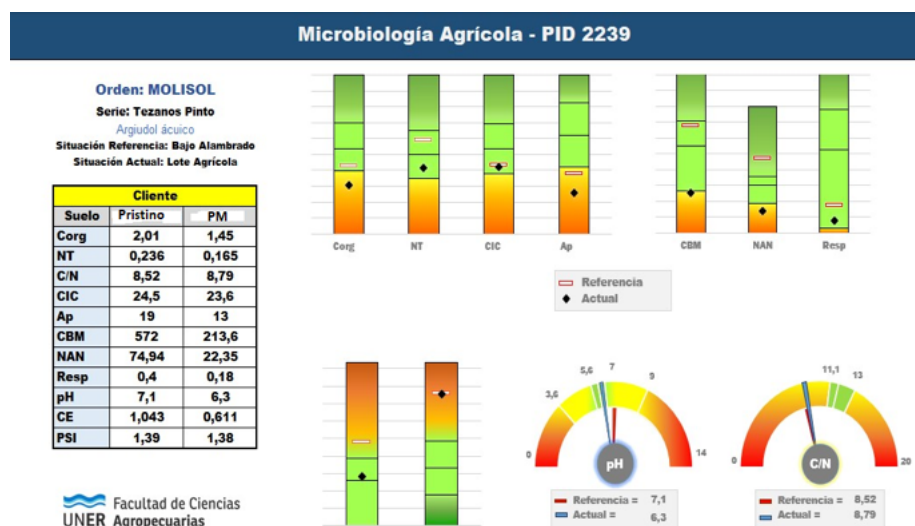 Microbiología Agrícola - PID 2239
Orden: MOLISOL
Serie: Tezanos Pinto
Argiudol ácuico
Situación Referencia: Bajo Alambrado
Situación Actual: Lote Agrícola
Cliente
Suelo Pristino PM
Corg 2,01 1,45
NT 0,236 0,165
C/N 8,52 8,79
CIC 24,5 23,6
Ap 19 13
CBM 572 213,6
NAN 74,94 22,35
Resp 0,4 0,18
pH 7,1 6,3
CE 1,043 0,611
PSI 1,39 1,38
UNER Facultad de Ciencias
Agropecuarias
Corg NT CIC Ap
CBM NAN Resp
Referencia
Actual
0 3,6 5,6 7 9 14
pH
Referencia = 7,1
Actual = 6,3
0 11,1 13 20
C/N
Referencia = 8,52
Actual = 8,79